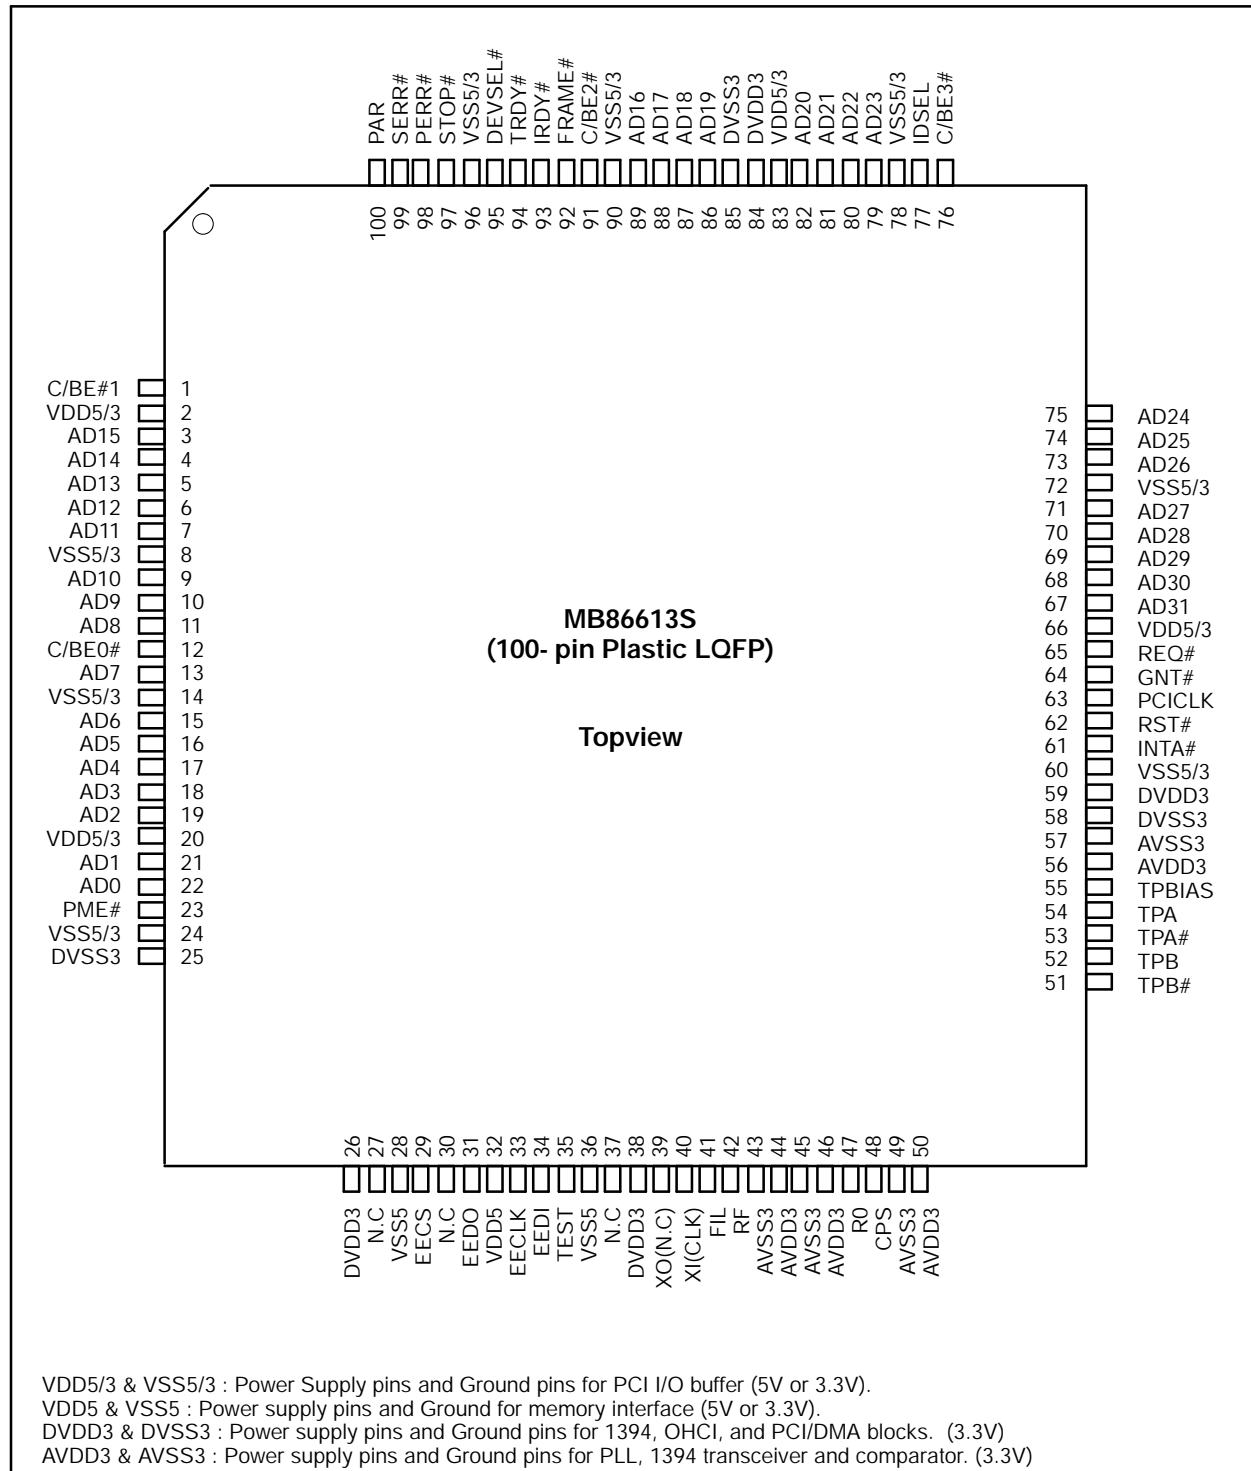 PAR
SERR#
PERR#
STOP#
VSS5/3
DEVSEL#
TRDY#
IRDY#
FRAME#
C/BE2#
VSS5/3
AD16
AD17
AD18
AD19
DVSS3
DVDD3
VDD5/3
AD20
AD21
AD22
AD23
VSS5/3
IDSEL
C/BE3#
100
99
98
97
96
95
94
93
92
91
90
89
88
87
86
85
84
83
82
81
80
79
78
77
76
C/BE#1 1
VDD5/3 2
AD15 3
AD14 4
AD13 5
AD12 6
AD11 7
VSS5/3 8
AD10 9
AD9 10
AD8 11
C/BE0# 12
AD7 13
VSS5/3 14
AD6 15
AD5 16
AD4 17
AD3 18
AD2 19
VDD5/3 20
AD1 21
AD0 22
PME# 23
VSS5/3 24
DVSS3 25
MB86613S
(100- pin Plastic LQFP)
Topview
75 AD24
74 AD25
73 AD26
72 VSS5/3
71 AD27
70 AD28
69 AD29
68 AD30
67 AD31
66 VDD5/3
65 REQ#
64 GNT#
63 PCICLK
62 RST#
61 INTA#
60 VSS5/3
59 DVDD3
58 DVSS3
57 AVSS3
56 AVDD3
55 TPBIAS
54 TPA
53 TPA#
52 TPB
51 TPB#
26
27
28
29
30
31
32
33
34
35
36
37
38
39
40
41
42
43
44
45
46
47
48
49
50
DVDD3
N.C
VSS5
EECS
N.C
EEDO
VDD5
EECLK
EEDI
TEST
VSS5
N.C
DVDD3
XO(N.C)
XI(CLK)
FIL
RF
AVSS3
AVDD3
AVSS3
AVDD3
R0
CPS
AVSS3
AVDD3
VDD5/3 & VSS5/3 : Power Supply pins and Ground pins for PCI I/O buffer (5V or 3.3V).
VDD5 & VSS5 : Power supply pins and Ground for memory interface (5V or 3.3V).
DVDD3 & DVSS3 : Power supply pins and Ground pins for 1394, OHCI, and PCI/DMA blocks. (3.3V)
AVDD3 & AVSS3 : Power supply pins and Ground pins for PLL, 1394 transceiver and comparator. (3.3V)